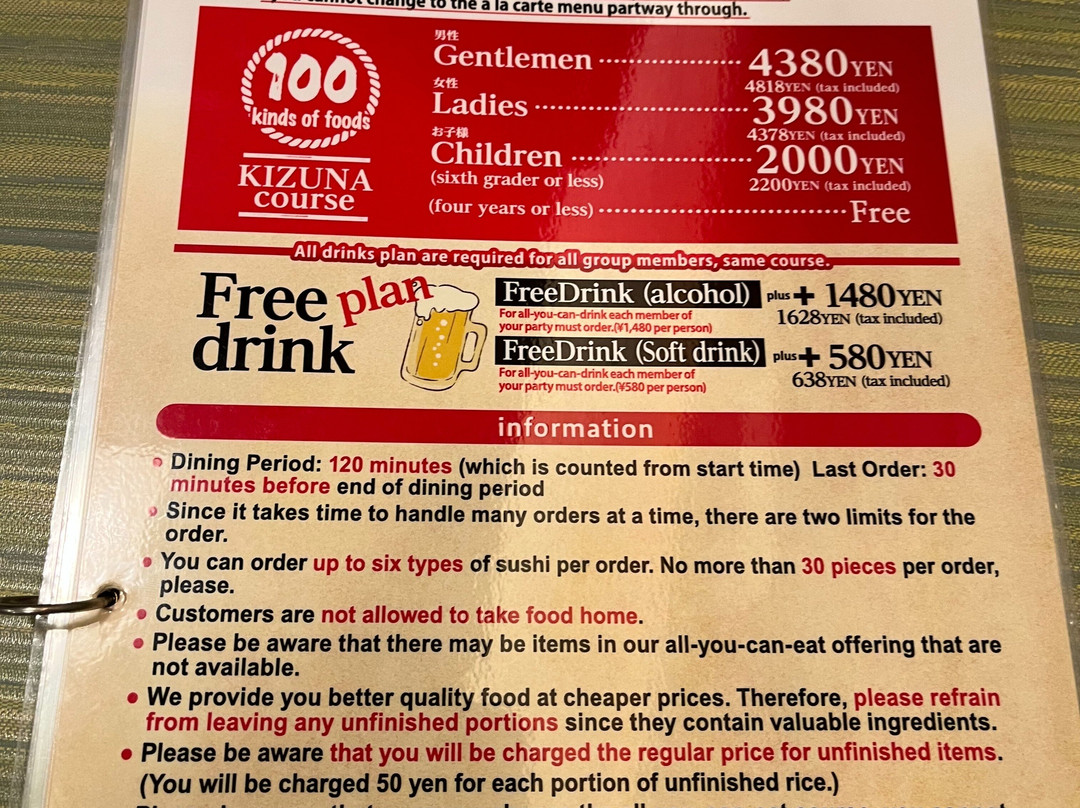 you cannot change to the a la carte menu partway through.
100
kinds of foods
KIZUNA
course
男性
Gentlemen 4380YEN
4818YEN (tax included)
女性
Ladies 3980YEN
4378YEN (tax included)
お子様
Children 2000YEN
(sixth grader or less) 2200YEN (tax included)
(four years or less) Free
All drinks plan are required for all group members, same course.
Free plan
drink
FreeDrink (alcohol) plus + 1480YEN
For all-you-can-drink each member of
your party must order.(¥1,480 per person)
1628YEN (tax included)
FreeDrink (Soft drink) plus + 580YEN
For all-you-can-drink each member of
your party must order.(¥580 per person)
638YEN (tax included)
information
• Dining Period: 120 minutes (which is counted from start time) Last Order: 30
minutes before end of dining period
• Since it takes time to handle many orders at a time, there are two limits for the
order.
• You can order up to six types of sushi per order. No more than 30 pieces per order,
please.
• Customers are not allowed to take food home.
• Please be aware that there may be items in our all-you-can-eat offering that are
not available.
• We provide you better quality food at cheaper prices. Therefore, please refrain
from leaving any unfinished portions since they contain valuable ingredients.
• Please be aware that you will be charged the regular price for unfinished items.
(You will be charged 50 yen for each portion of unfinished rice.)